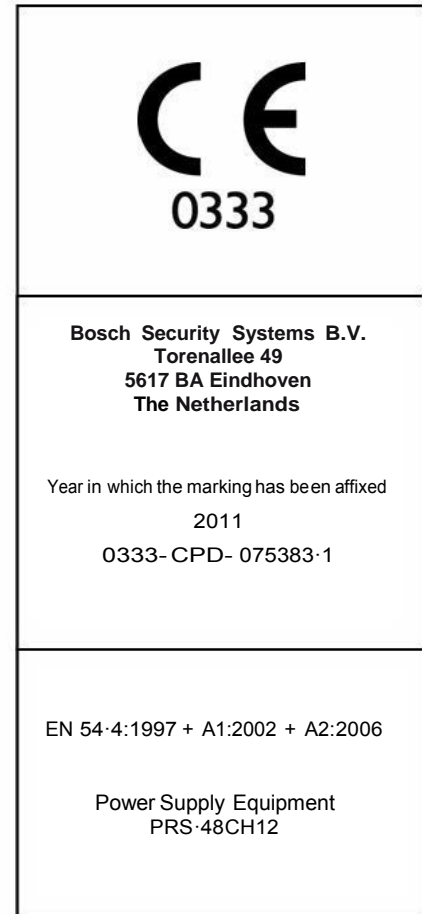 CE
0333
Bosch Security Systems B.V.
Torenallee 49
5617 BA Eindhoven
The Netherlands
Year in which the marking has been affixed
2011
0333-CPD-075383·1
EN 54·4:1997 + A1:2002 + A2:2006
Power Supply Equipment
PRS·48CH12